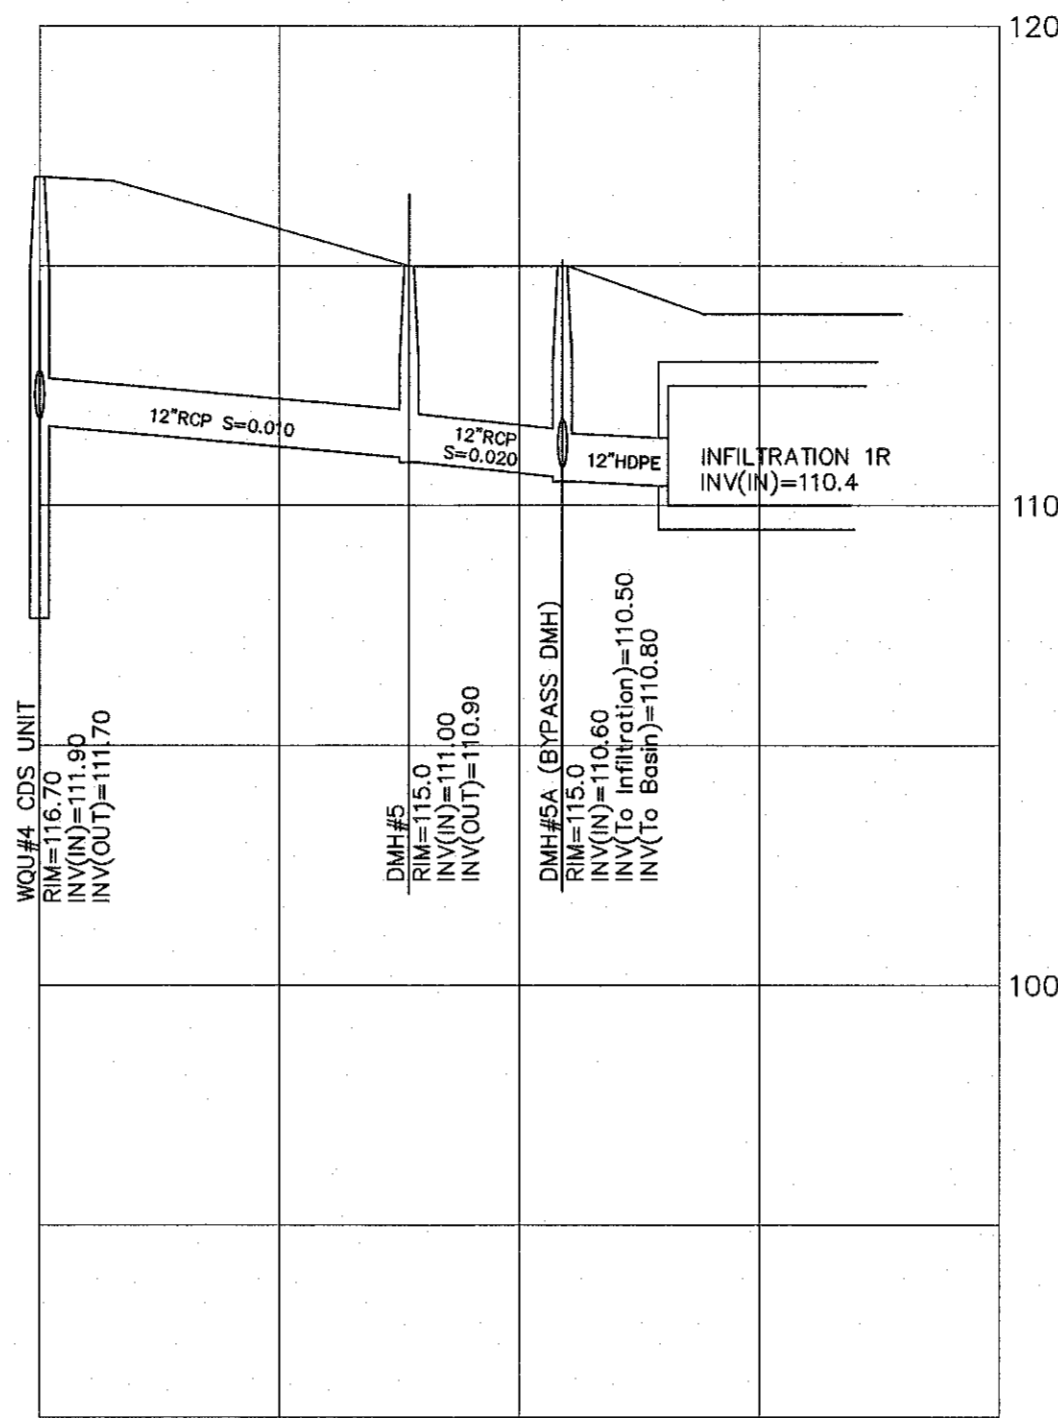 120
12"RCP S=0.010
12"RCP
S=0.020
12"HDPE
INFILTRATION 1R
INV(IN)=110.4
110
WQU#4 CDS UNIT
RIM=116.70
INV(IN)=111.90
INV(OUT)=111.70
DMH#5
RIM=115.0
INV(IN)=111.00
INV(OUT)=110.90
DMH#5A (BYPASS DMH)
RIM=115.0
INV(IN)=110.60
INV(To Infiltration)=110.50
INV(To Basin)=110.80
100